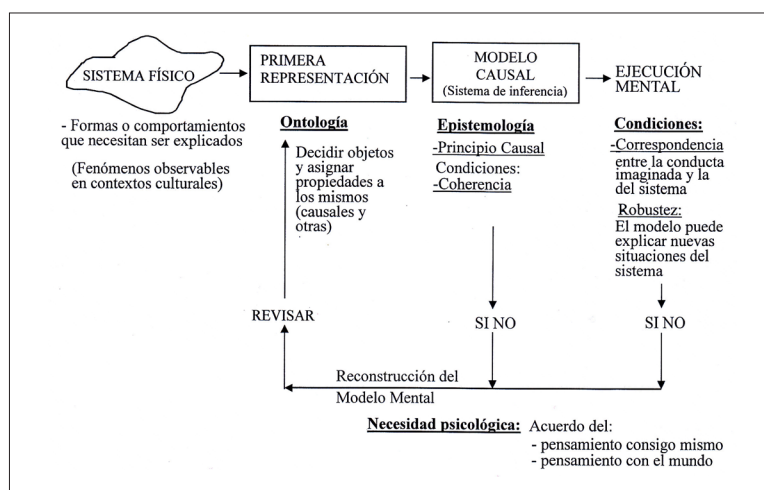 SISTEMA FÍSICO
PRIMERA
REPRESENTACIÓN
MODELO
CAUSAL
(Sistema de inferencia)
EJECUCIÓN
MENTAL
- Formas o comportamientos
que necesitan ser explicados
(Fenómenos observables
en contextos culturales)
Ontología
Decidir objetos
y asignar
propiedades a
los mismos
(causales y
otras)
Epistemología
-Principio Causal
Condiciones:
-Coherencia
Condiciones:
-Correspondencia
entre la conducta
imaginada y la
del sistema
Robustez:
El modelo puede
explicar nuevas
situaciones del
sistema
REVISAR
SI NO
SI NO
Reconstrucción del
Modelo Mental
Necesidad psicológica: Acuerdo del:
- pensamiento consigo mismo
- pensamiento con el mundo